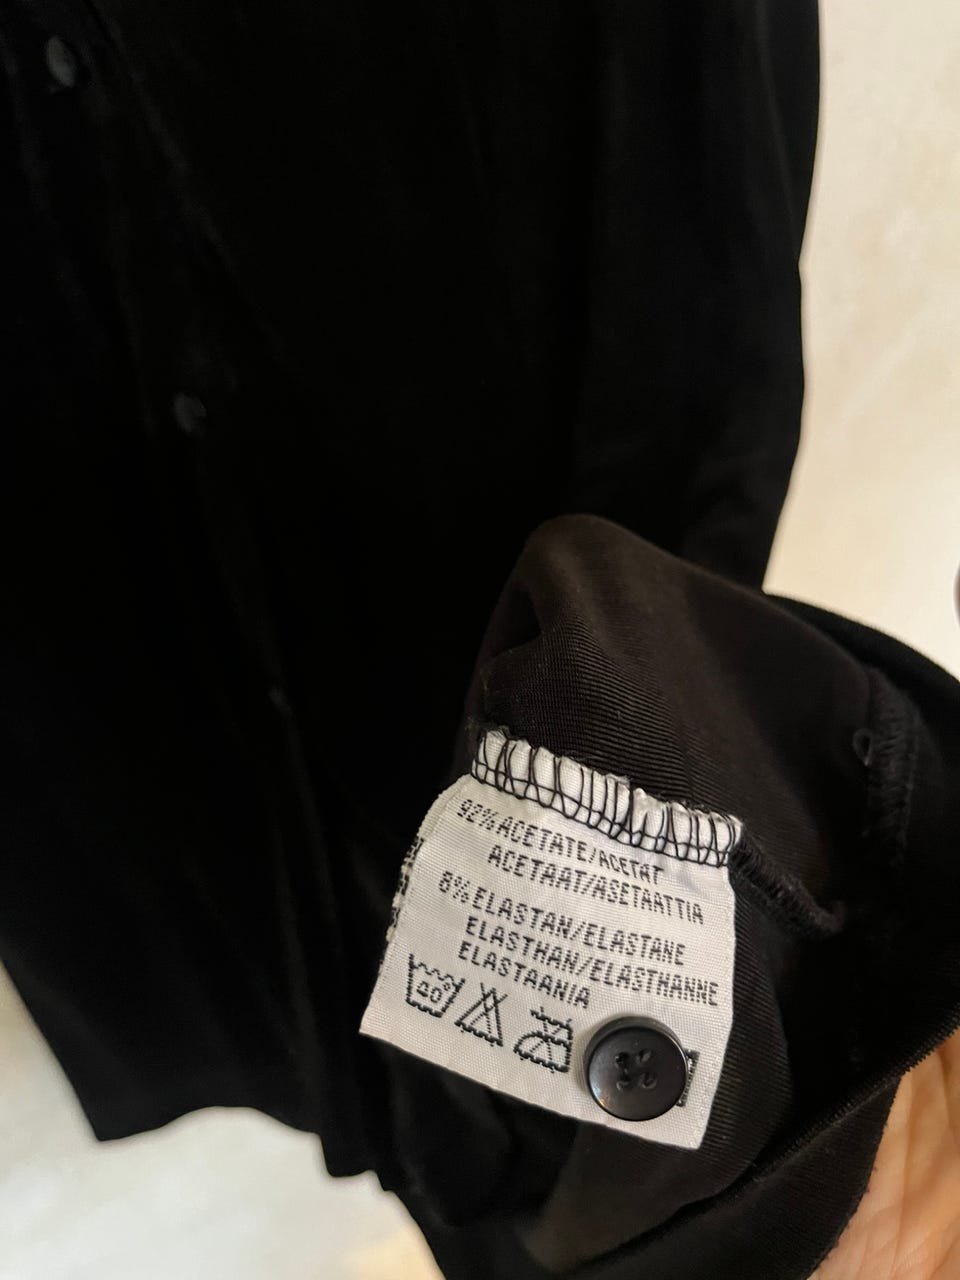 92% ACETATE/ACETAT
ACETAAT/ASETAATTIA
8% ELASTAN/ELASTANE
ELASTHAN/ELASTHANNE
ELASTAANIA
40°